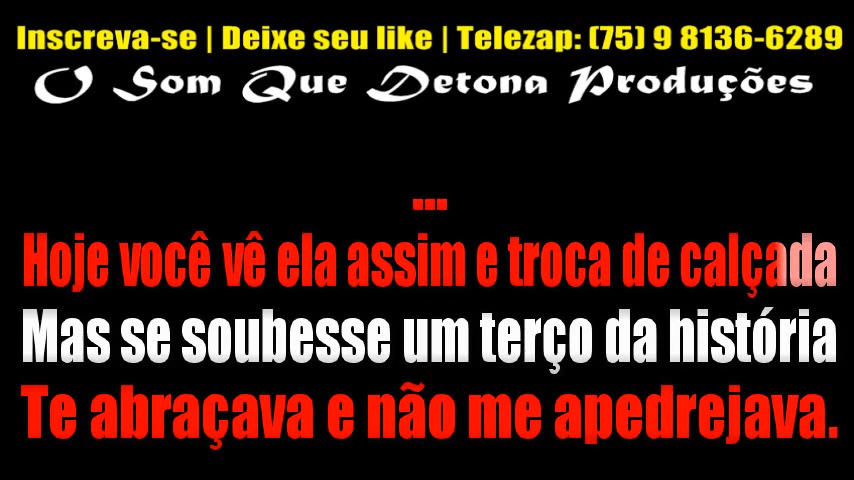 Inscreva-se | Deixe seu like | Telezap: (75) 9 8136-6289
O Som Que Detona Produções
...
Hoje você vê ela assim e troca de calçada
Mas se soubesse um terço da história
Te abraçava e não me apedrejava.